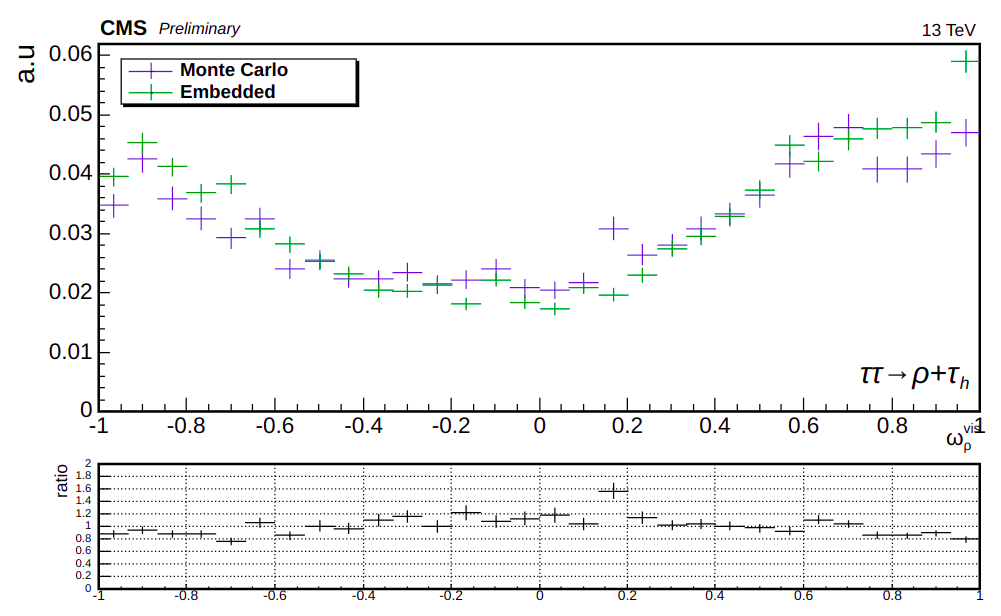 CMS Preliminary 13 TeV
a.u
0.06
0.05
0.04
0.03
0.02
0.01
0
Monte Carlo
Embedded
ττ→ρ+τh
-1 -0.8 -0.6 -0.4 -0.2 0 0.2 0.4 0.6 0.8 1
ωρvis
ratio
2
1.8
1.6
1.4
1.2
1
0.8
0.6
0.4
0.2
0
-1 -0.8 -0.6 -0.4 -0.2 0 0.2 0.4 0.6 0.8 1